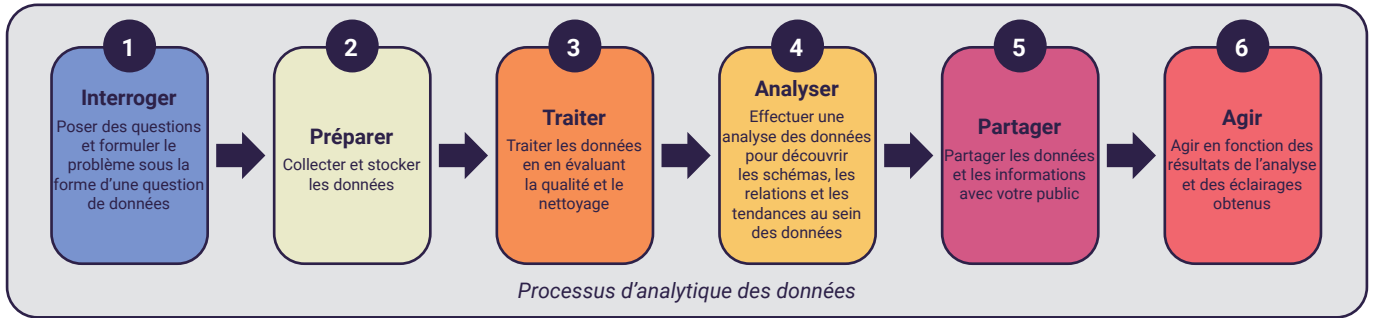 1
Interroger
Poser des questions
et formuler le
problème sous la
forme d'une question
de données
2
Préparer
Collecter et stocker
les données
3
Traiter
Traiter les données
en en évaluant
la qualité et le
nettoyage
4
Analyser
Effectuer une
analyse des données
pour découvrir
les schémas, les
relations et les
tendances au sein
des données
5
Partager
Partager les données
et les informations
avec votre public
6
Agir
Agir en fonction des
résultats de l'analyse
et des éclairages
obtenus
Processus d'analytique des données